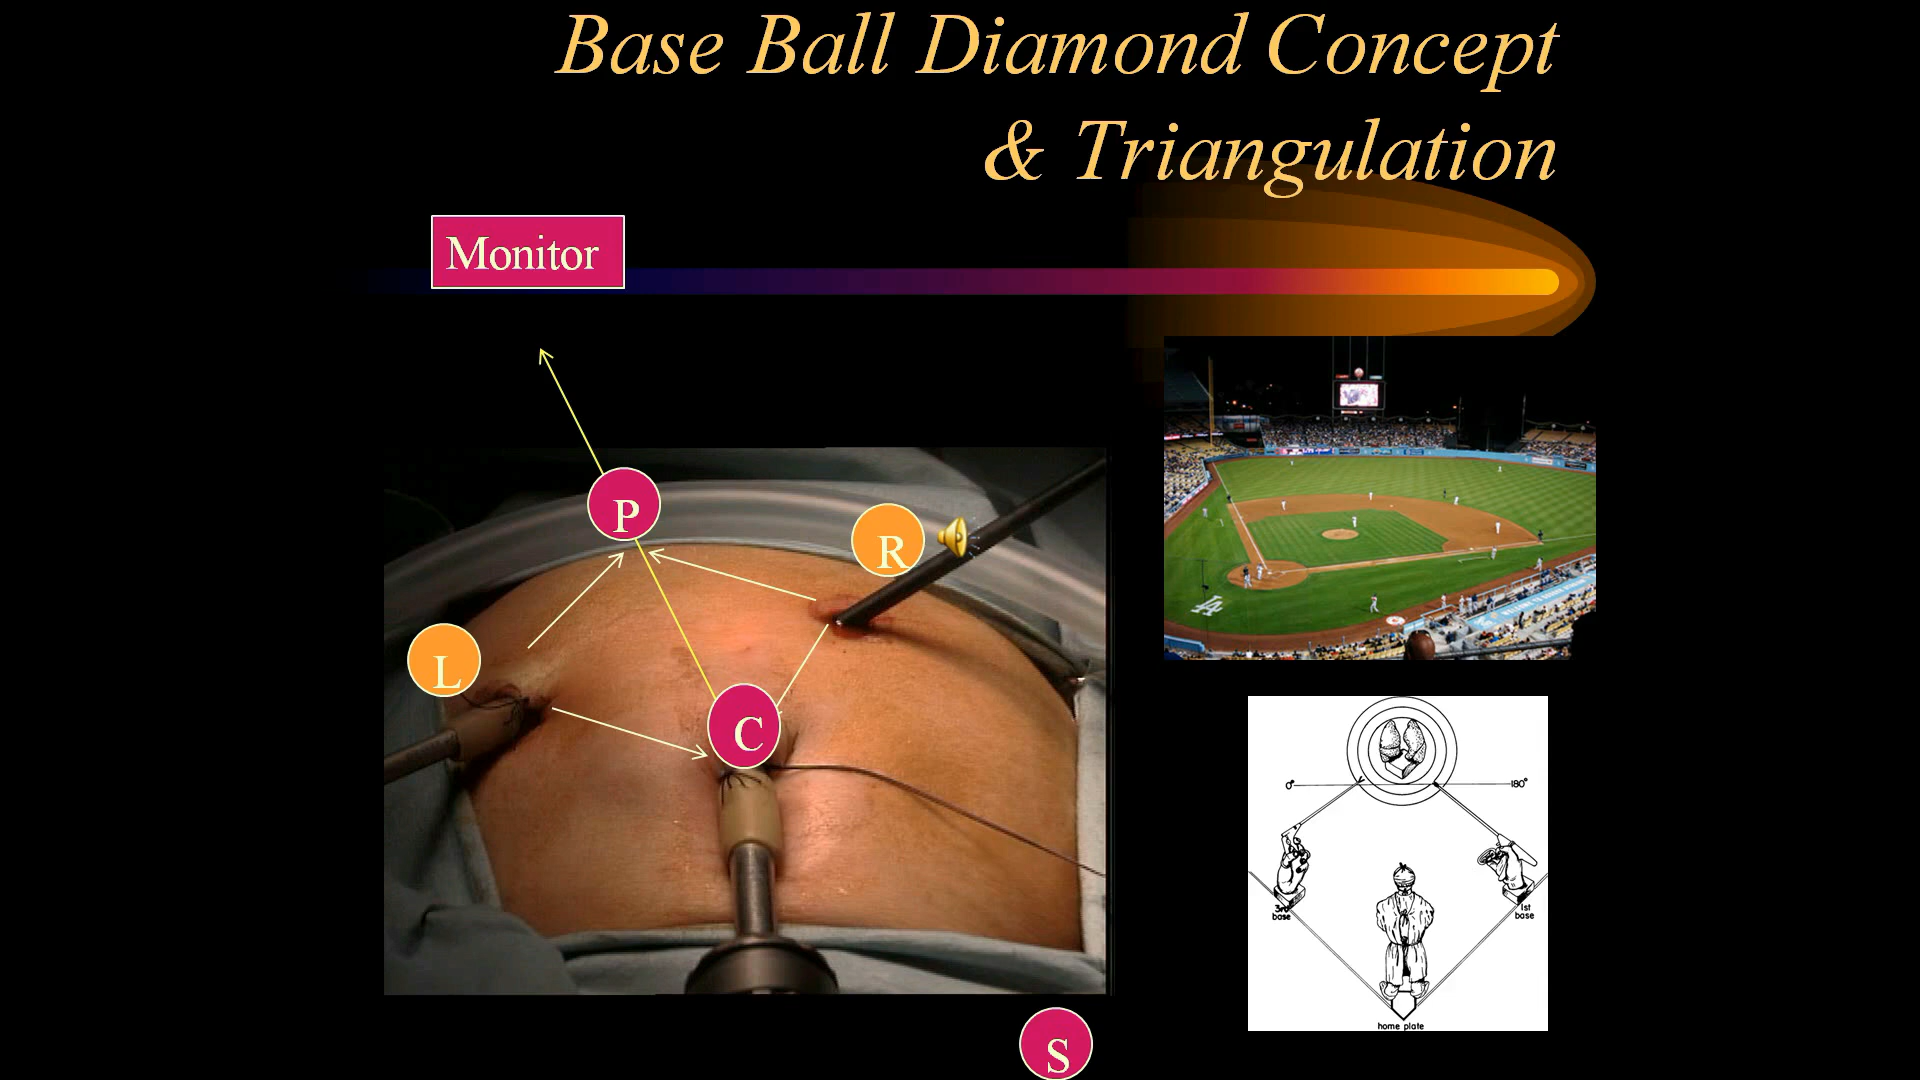 Base Ball Diamond Concept
& Triangulation
Monitor
P
R
L
C
S
LA
0°
180°
3rd
base
1st
base
home plate